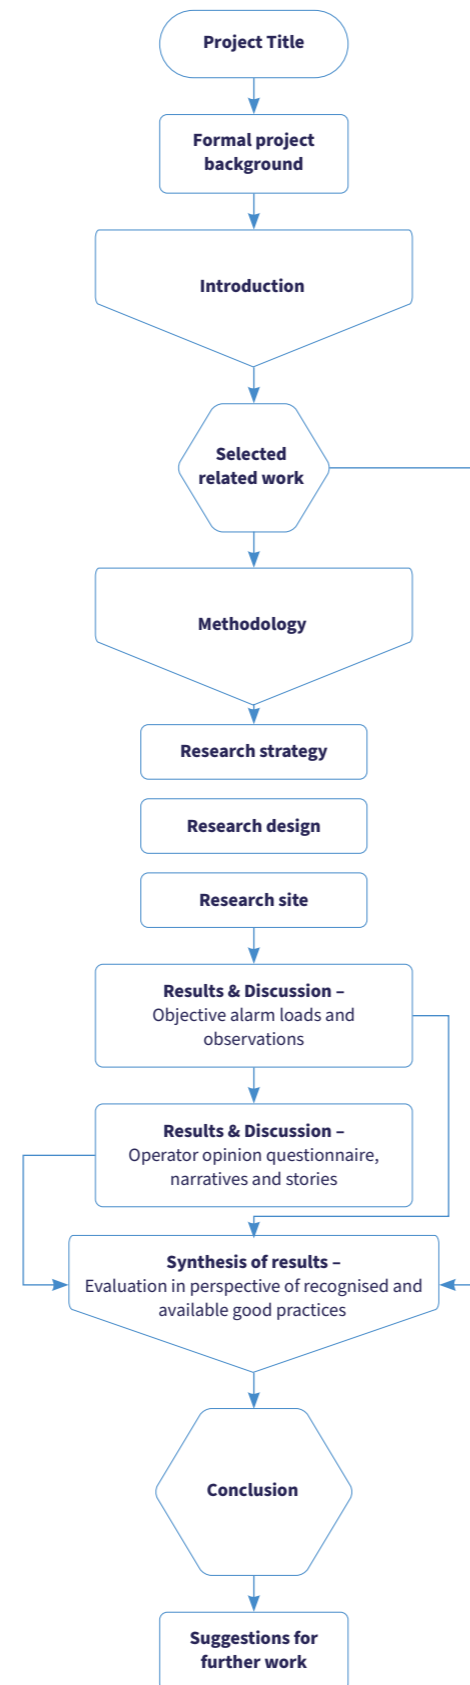 Project Title
Formal project
background
Introduction
Selected
related work
Methodology
Research strategy
Research design
Research site
Results & Discussion –
Objective alarm loads and
observations
Results & Discussion –
Operator opinion questionnaire,
narratives and stories
Synthesis of results –
Evaluation in perspective of recognised and
available good practices
Conclusion
Suggestions for
further work